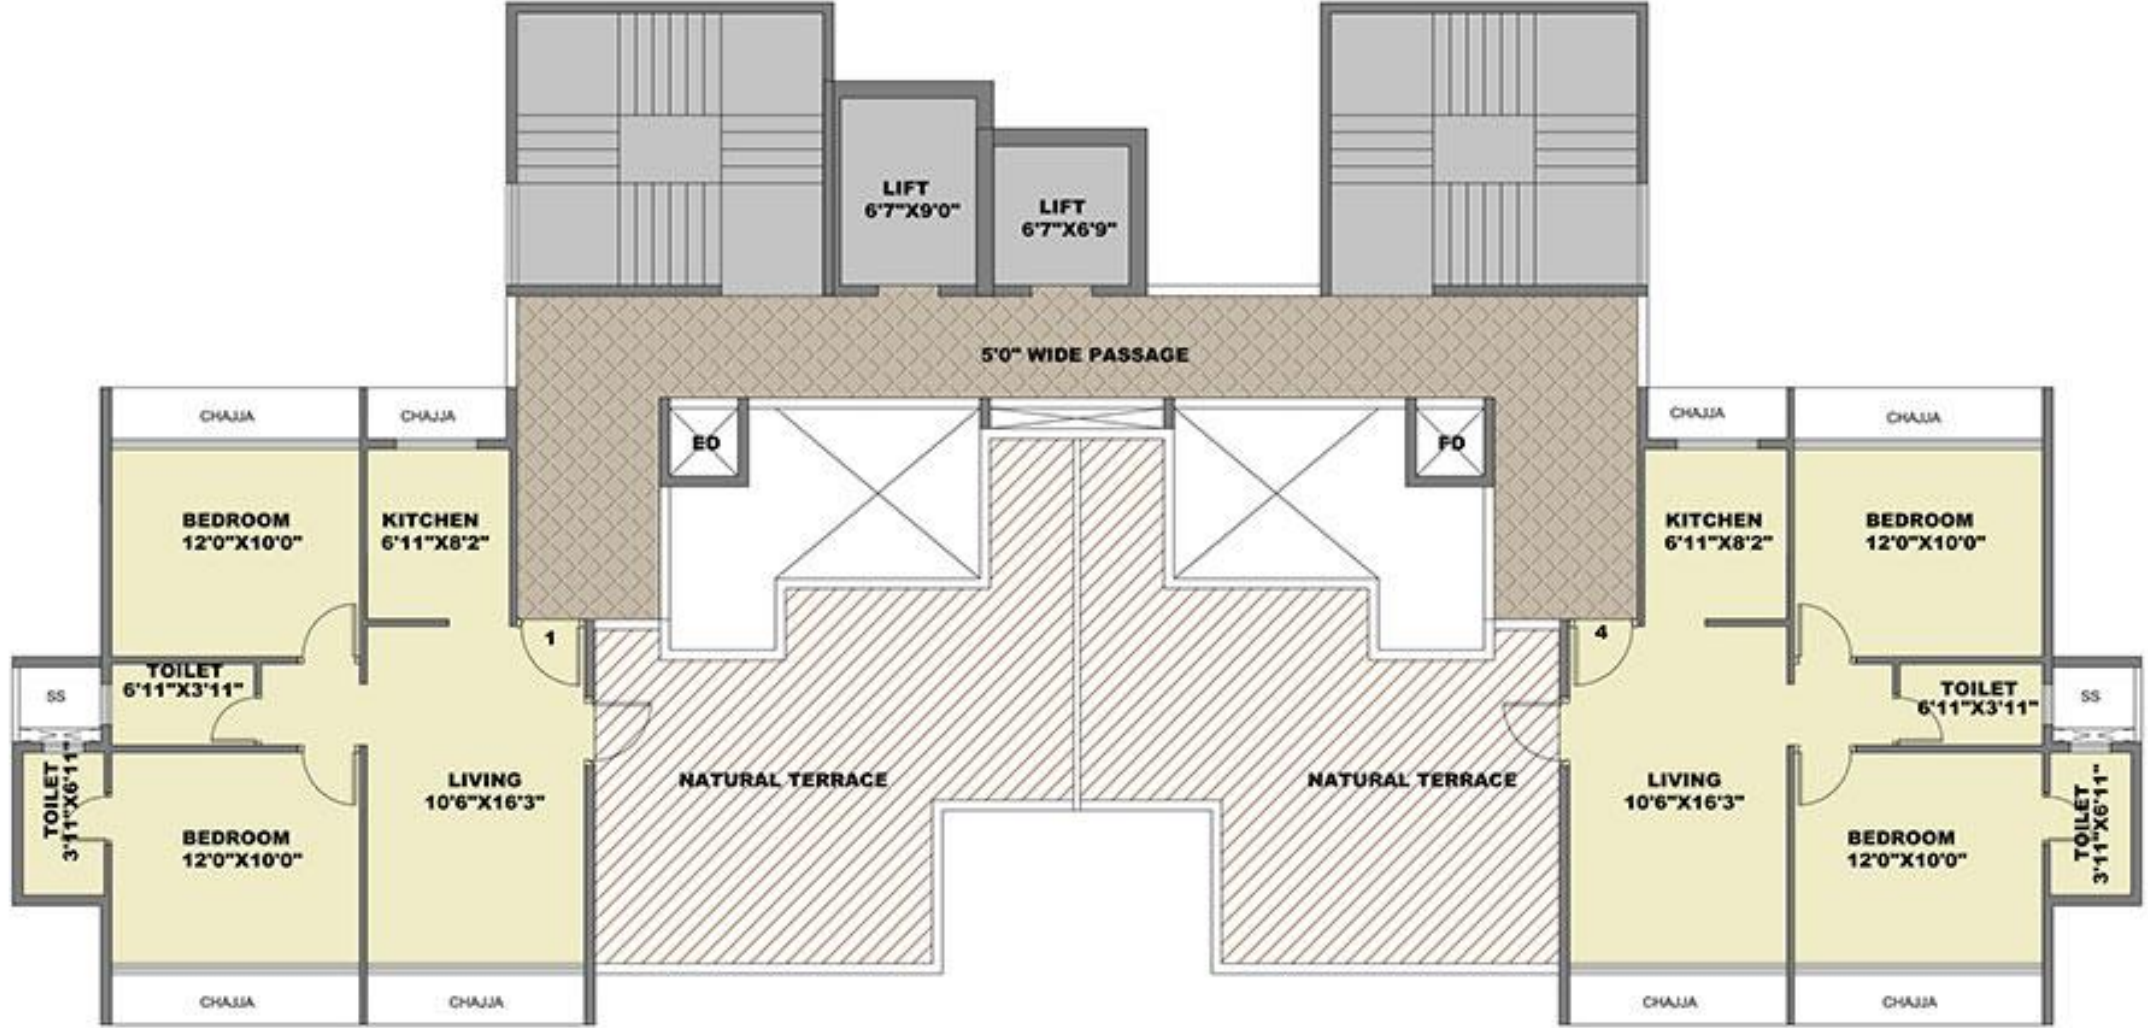 LIFT
6'7"X9'0"
LIFT
6'7"X6'9"
5'0" WIDE PASSAGE
CHAJJA
CHAJJA
ED
FD
CHAJJA
CHAJJA
BEDROOM
12'0"X10'0"
KITCHEN
6'11"X8'2"
KITCHEN
6'11"X8'2"
BEDROOM
12'0"X10'0"
1
4
TOILET
6'11"X3'11"
SS
TOILET
6'11"X3'11"
SS
TOILET
3'11"X6'11"
LIVING
10'6"X16'3"
NATURAL TERRACE
NATURAL TERRACE
LIVING
10'6"X16'3"
TOILET
3'11"X6'11"
BEDROOM
12'0"X10'0"
BEDROOM
12'0"X10'0"
CHAJJA
CHAJJA
CHAJJA
CHAJJA